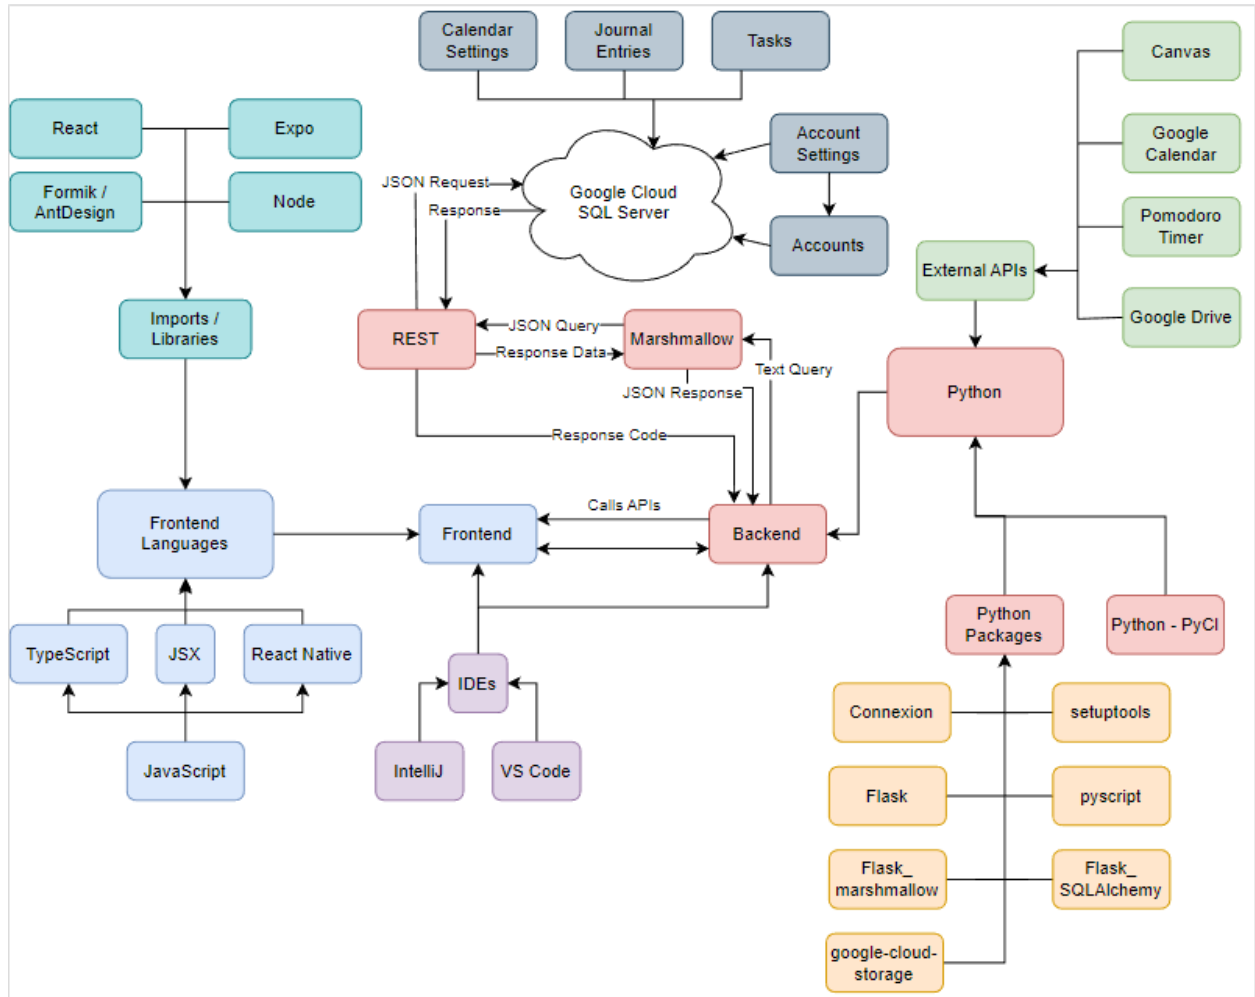 Calendar
Settings
Journal
Entries
Tasks
Canvas
React
Expo
Account
Settings
Google
Calendar
Formik /
AntDesign
Node
JSON Request
Response
Google Cloud
SQL Server
Accounts
Pomodoro
Timer
External APIs
Imports /
Libraries
REST
JSON Query
Response Data
Marshmallow
Text Query
JSON Response
Google Drive
Python
Response Code
Frontend
Languages
Frontend
Calls APIs
Backend
TypeScript
JSX
React Native
IDEs
Python
Packages
Python - PyCl
JavaScript
IntelliJ
VS Code
Connexion
setuptools
Flask
pyscript
Flask_
marshmallow
Flask_
SQLAlchemy
google-cloud-
storage